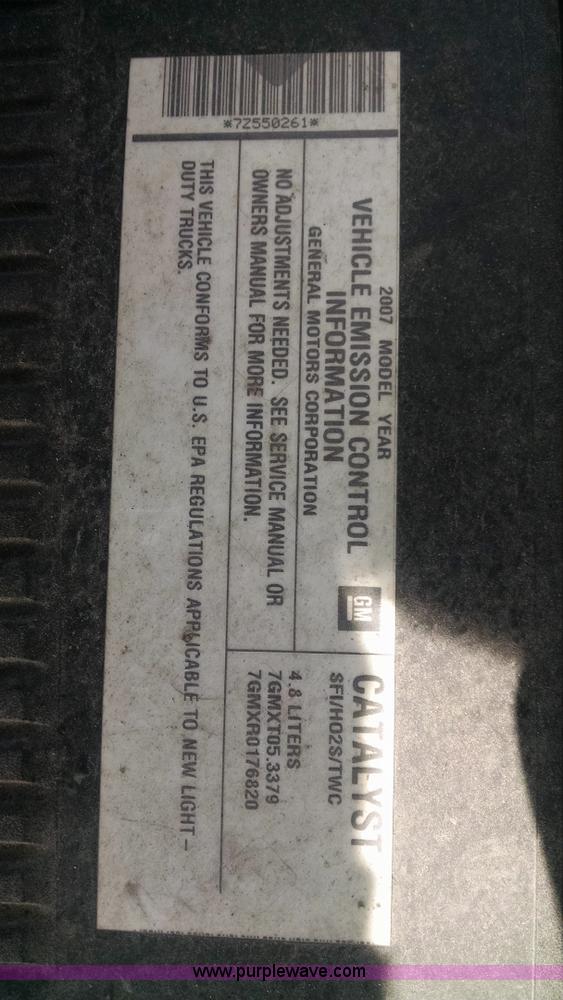 2007 MODEL YEAR
VEHICLE EMISSION CONTROL
INFORMATION
GENERAL MOTORS CORPORATION
GM
CATALYST
SFI/HO2S/TWC
NO ADJUSTMENTS NEEDED. SEE SERVICE MANUAL OR
OWNERS MANUAL FOR MORE INFORMATION.
4.8 LITERS
7GMXT05.3379
7GMXR0176820
THIS VEHICLE CONFORMS TO U.S. EPA REGULATIONS APPLICABLE TO NEW LIGHT-
DUTY TRUCKS.
*7Z550261*
www.purplewave.com